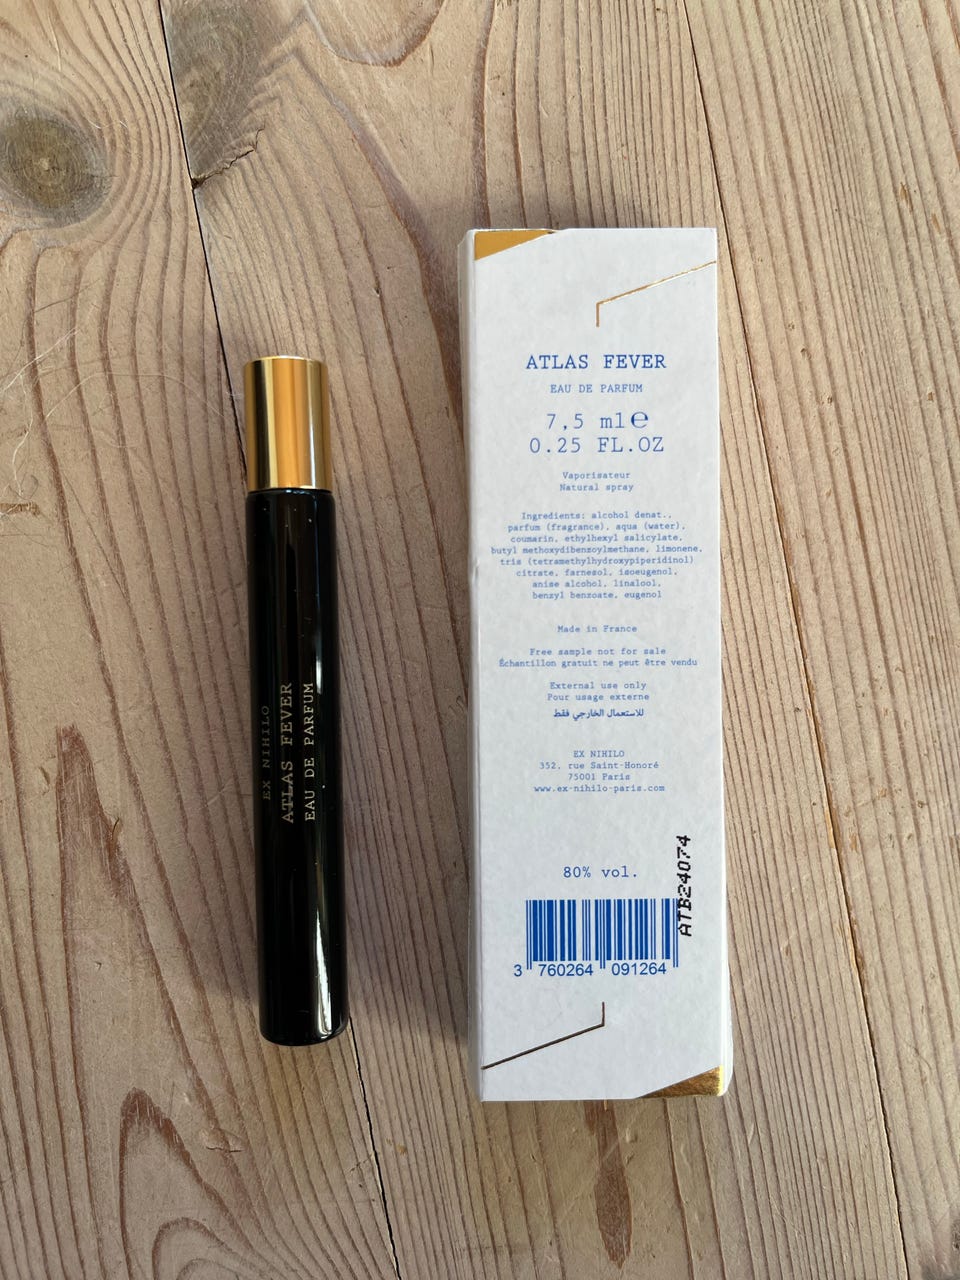 EX NIHILO
ATLAS FEVER
EAU DE PARFUM
ATLAS FEVER
EAU DE PARFUM
7,5 ml℮
0.25 FL.OZ
Vaporisateur
Natural spray
Ingredients: alcohol denat.,
parfum (fragrance), aqua (water),
coumarin, ethylhexyl salicylate,
butyl methoxydibenzoylmethane, limonene,
tris (tetramethylhydroxypiperidinol)
citrate, farnesol, isoeugenol,
anise alcohol, linalool,
benzyl benzoate, eugenol
Made in France
Free sample not for sale
Échantillon gratuit ne peut être vendu
External use only
Pour usage externe
للاستعمال الخارجي فقط
EX NIHILO
352, rue Saint-Honoré
75001 Paris
www.ex-nihilo-paris.com
80% vol.
ATB24074
3 760264 091264